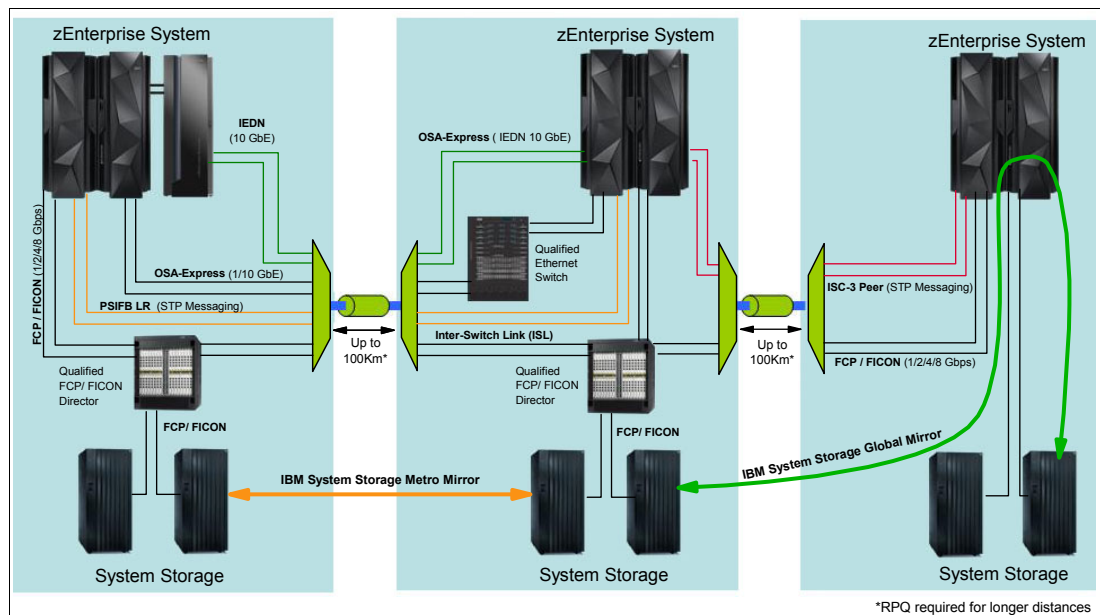 zEnterprise System
IEDN
(10 GbE)
FCP / FICON (1/2/4/8 Gbps)
OSA-Express (1/10 GbE)
PSIFB LR (STP Messaging)
Qualified
FCP/ FICON
Director
FCP/ FICON
System Storage
Up to
100Km*
zEnterprise System
OSA-Express ( IEDN 10 GbE)
Qualified
Ethernet
Switch
Inter-Switch Link (ISL)
Qualified
FCP/ FICON
Director
FCP/ FICON
IBM System Storage Metro Mirror
System Storage
Up to
100Km*
zEnterprise System
ISC-3 Peer (STP Messaging)
FCP / FICON (1/2/4/8 Gbps)
IBM System Storage Global Mirror
System Storage
*RPQ required for longer distances